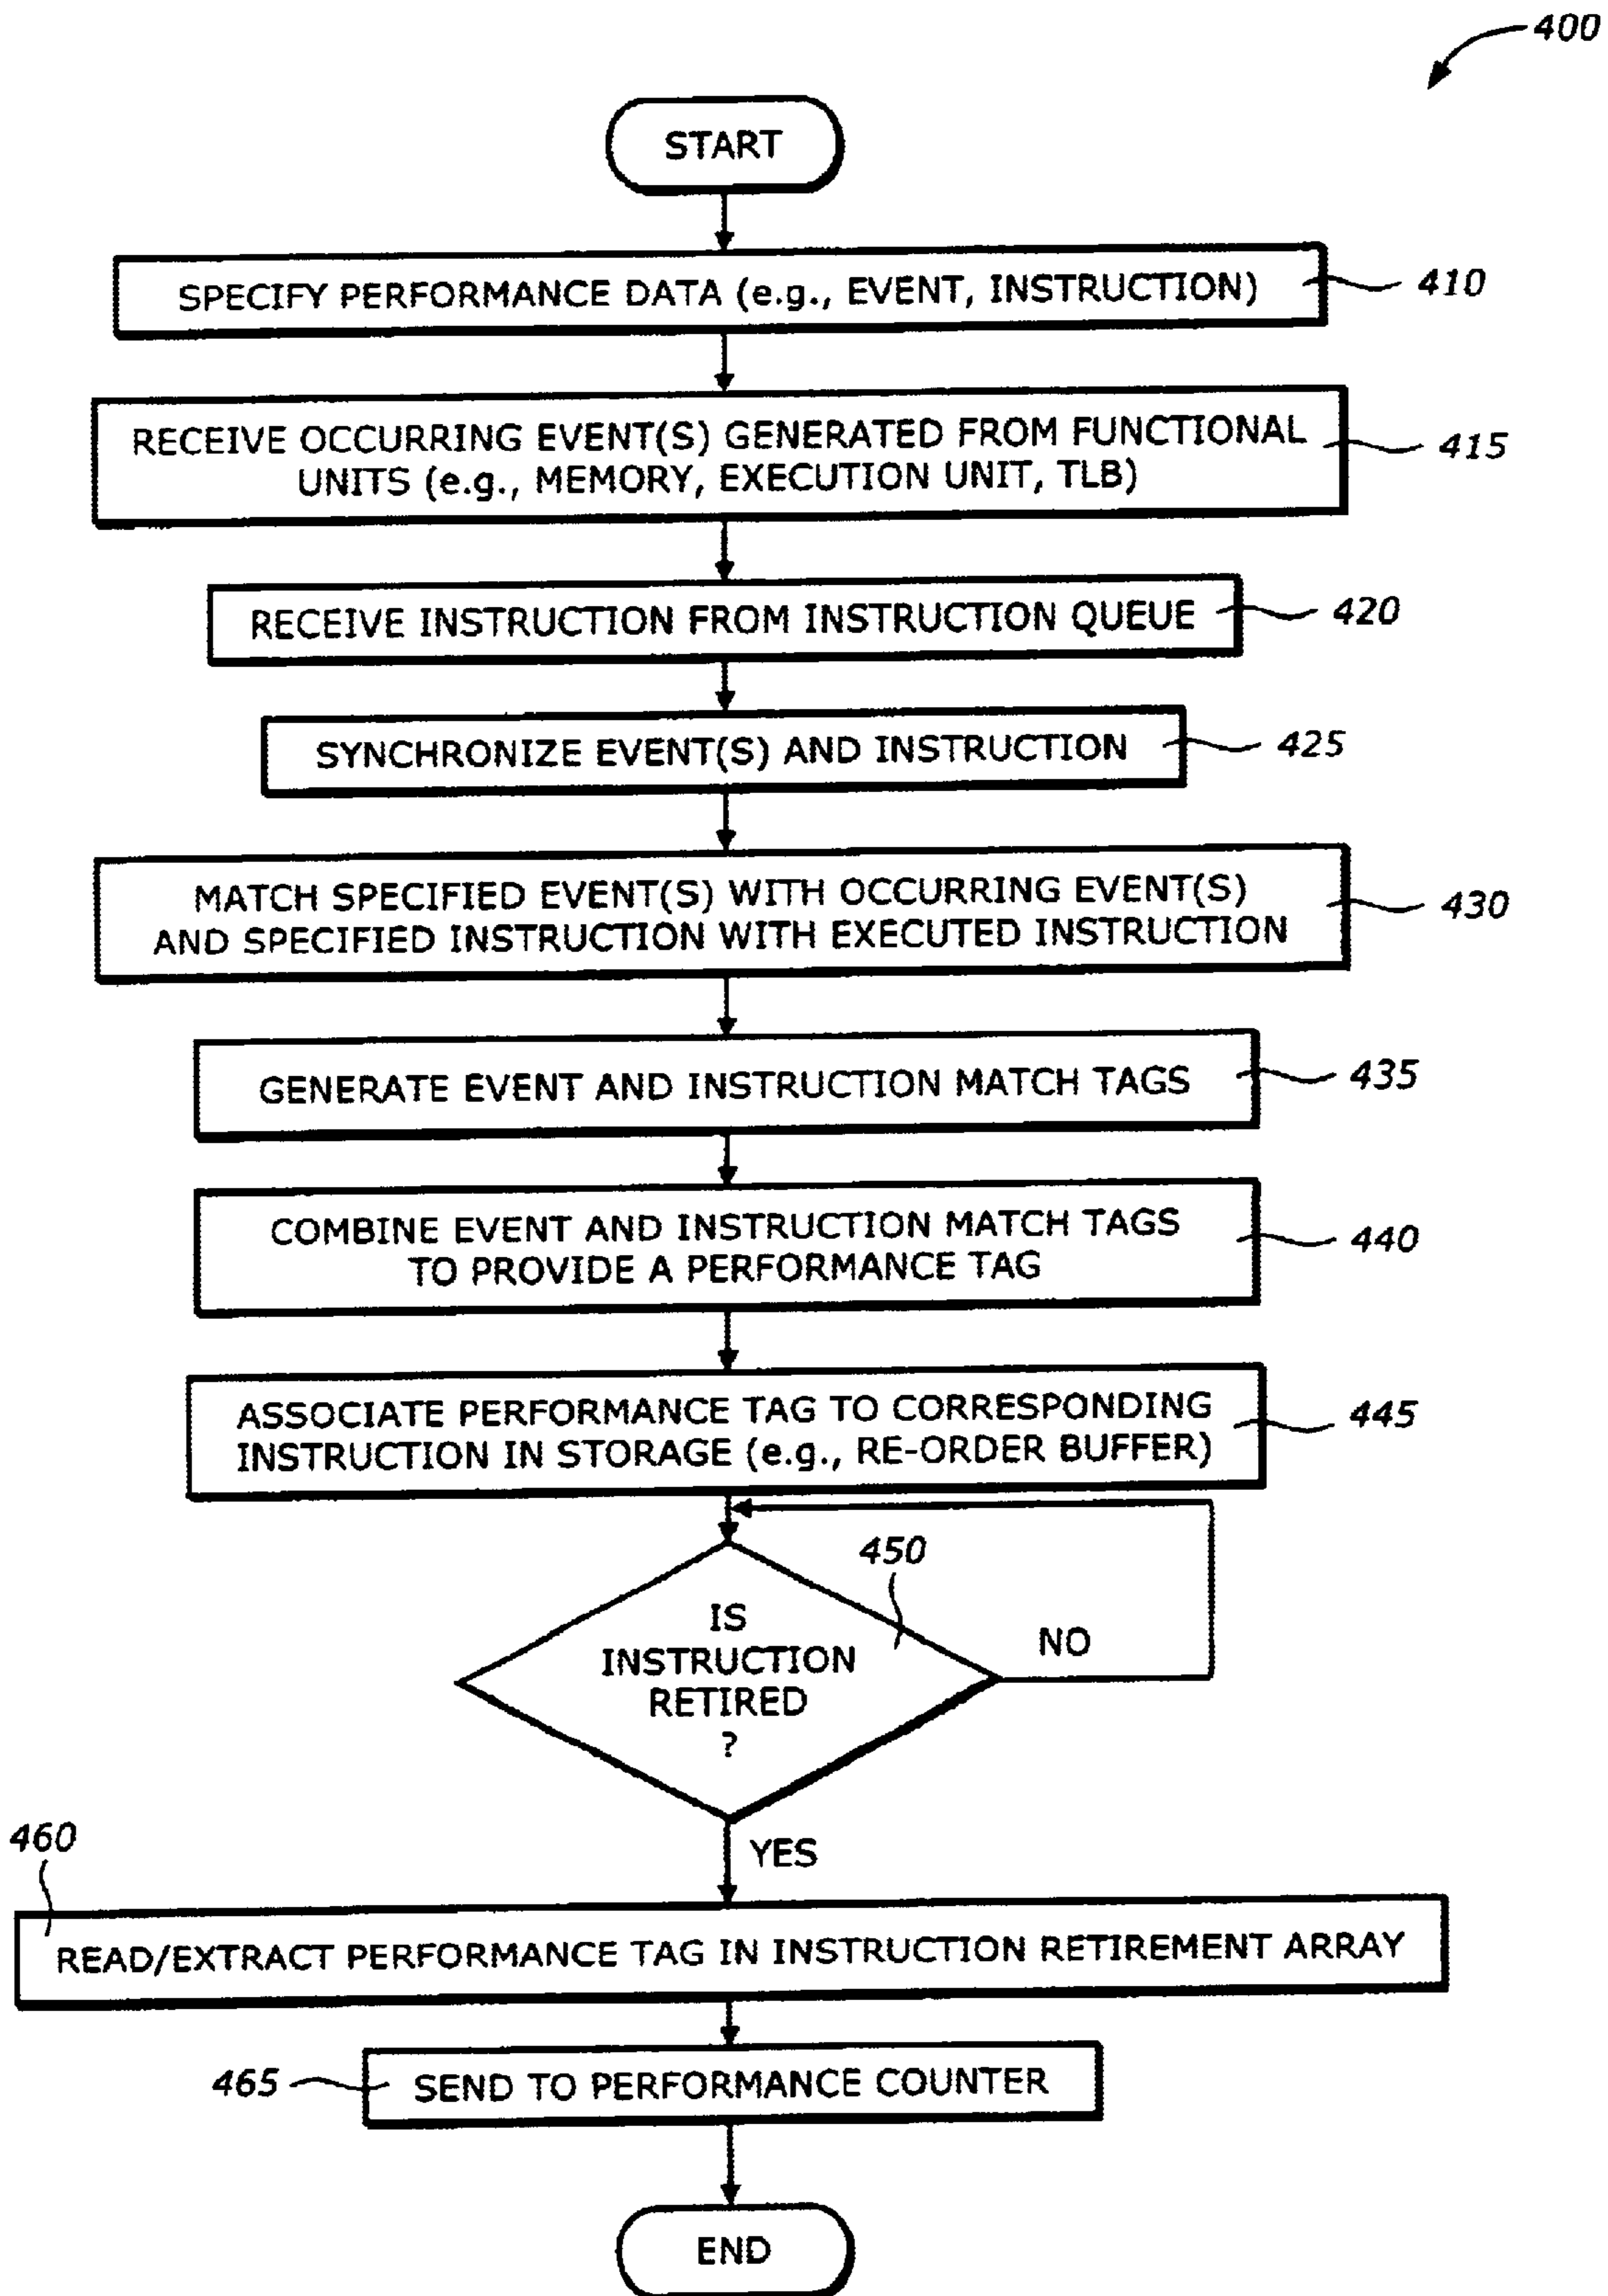 400
START
SPECIFY PERFORMANCE DATA (e.g., EVENT, INSTRUCTION)
410
RECEIVE OCCURRING EVENT(S) GENERATED FROM FUNCTIONAL
UNITS (e.g., MEMORY, EXECUTION UNIT, TLB)
415
RECEIVE INSTRUCTION FROM INSTRUCTION QUEUE
420
SYNCHRONIZE EVENT(S) AND INSTRUCTION
425
MATCH SPECIFIED EVENT(S) WITH OCCURRING EVENT(S)
AND SPECIFIED INSTRUCTION WITH EXECUTED INSTRUCTION
430
GENERATE EVENT AND INSTRUCTION MATCH TAGS
435
COMBINE EVENT AND INSTRUCTION MATCH TAGS
TO PROVIDE A PERFORMANCE TAG
440
ASSOCIATE PERFORMANCE TAG TO CORRESPONDING
INSTRUCTION IN STORAGE (e.g., RE-ORDER BUFFER)
445
450
IS
INSTRUCTION
RETIRED
?
NO
YES
460
READ/EXTRACT PERFORMANCE TAG IN INSTRUCTION RETIREMENT ARRAY
465
SEND TO PERFORMANCE COUNTER
END